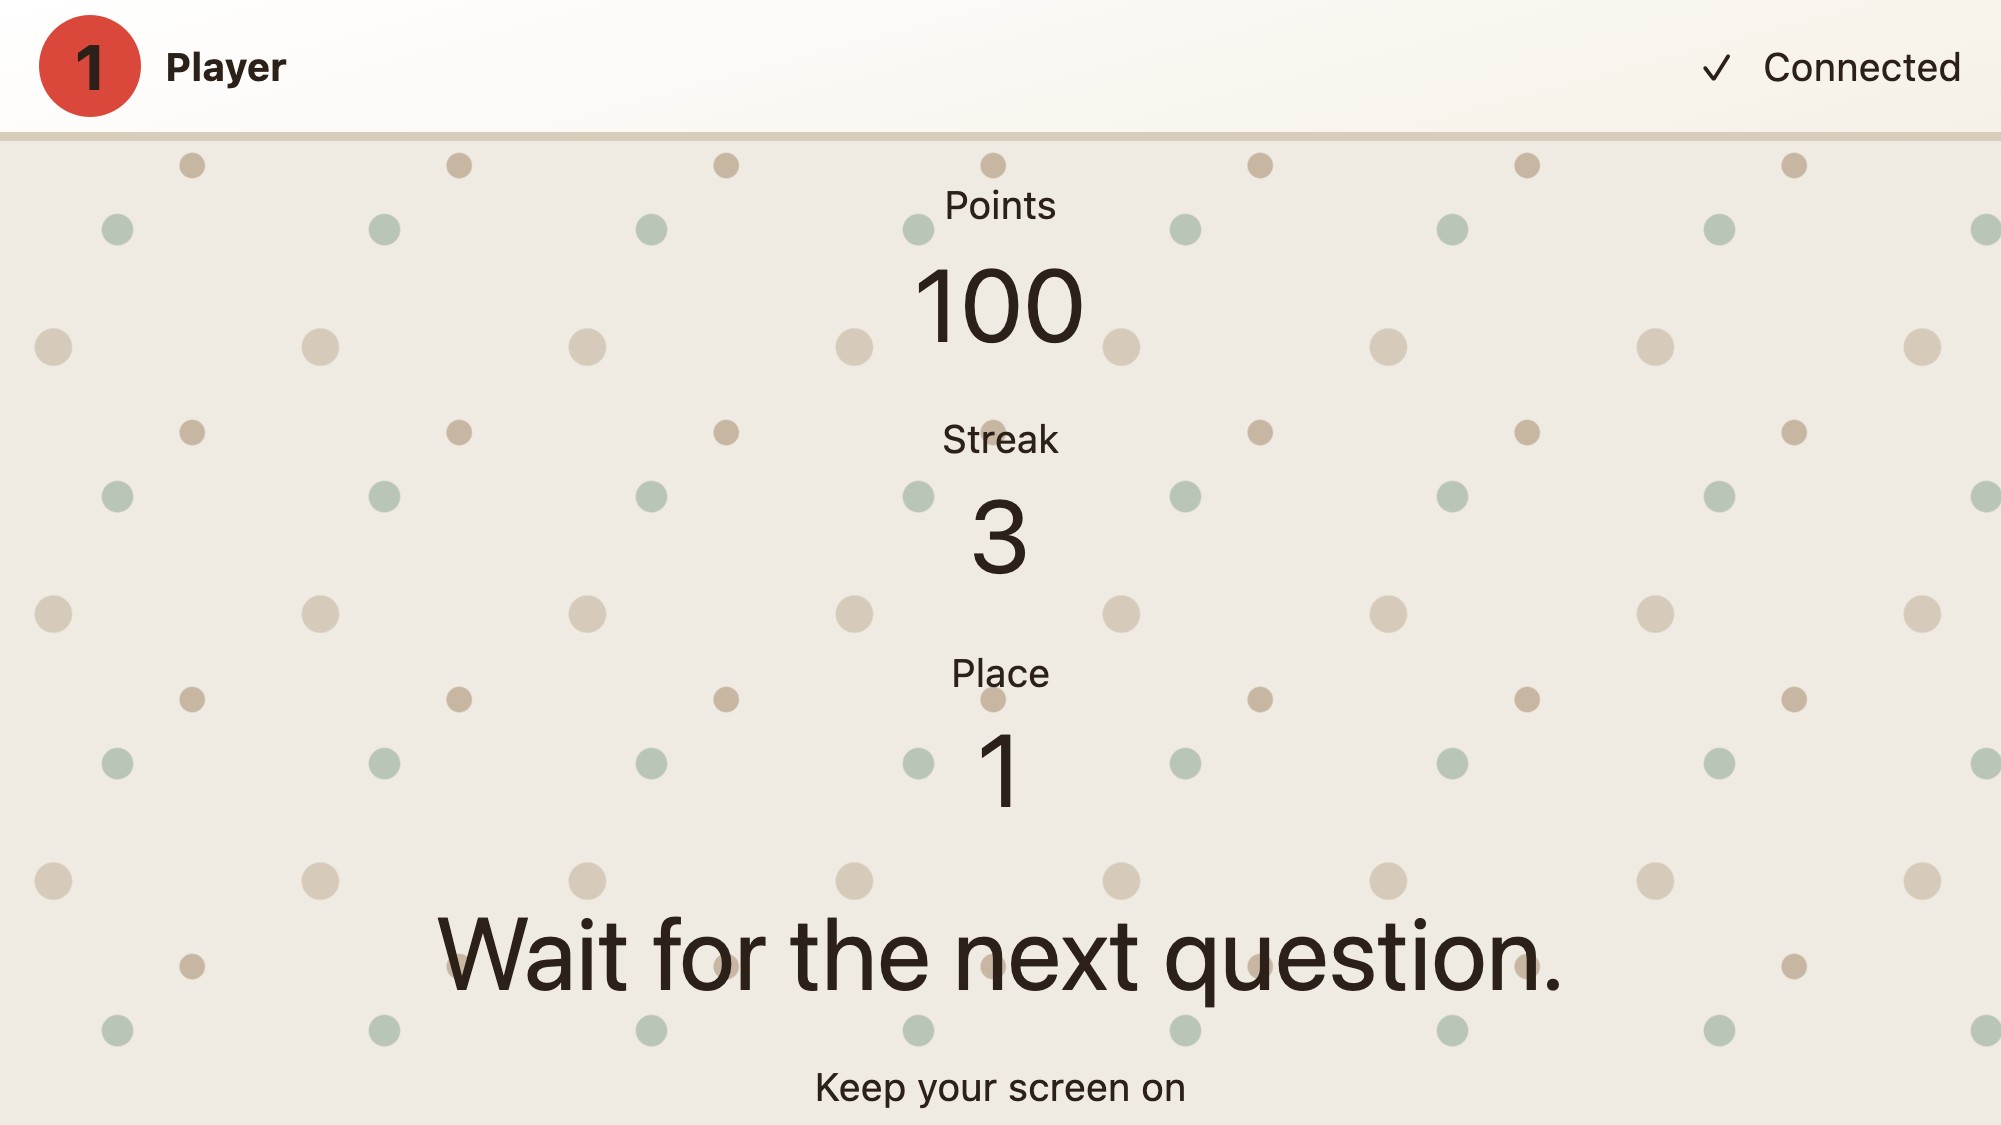 1 Player
✓ Connected
Points
100
Streak
3
Place
1
Wait for the next question.
Keep your screen on